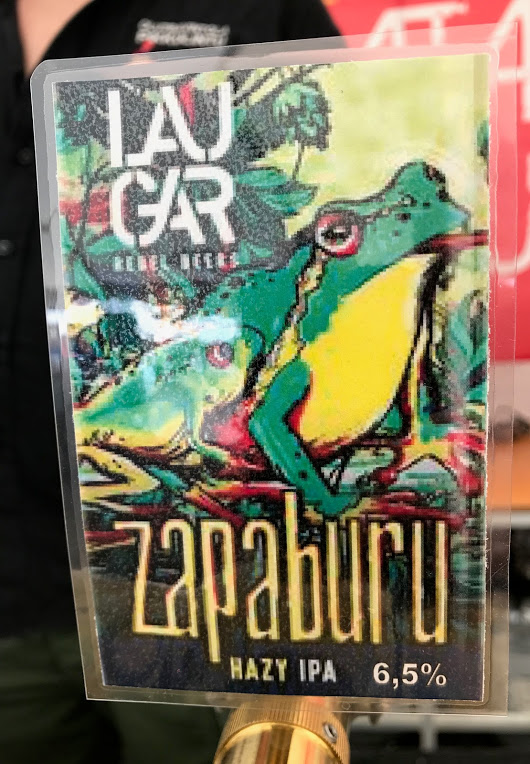 LAU
GAR
REBEL BEERS
zapaburu
HAZY IPA 6,5%